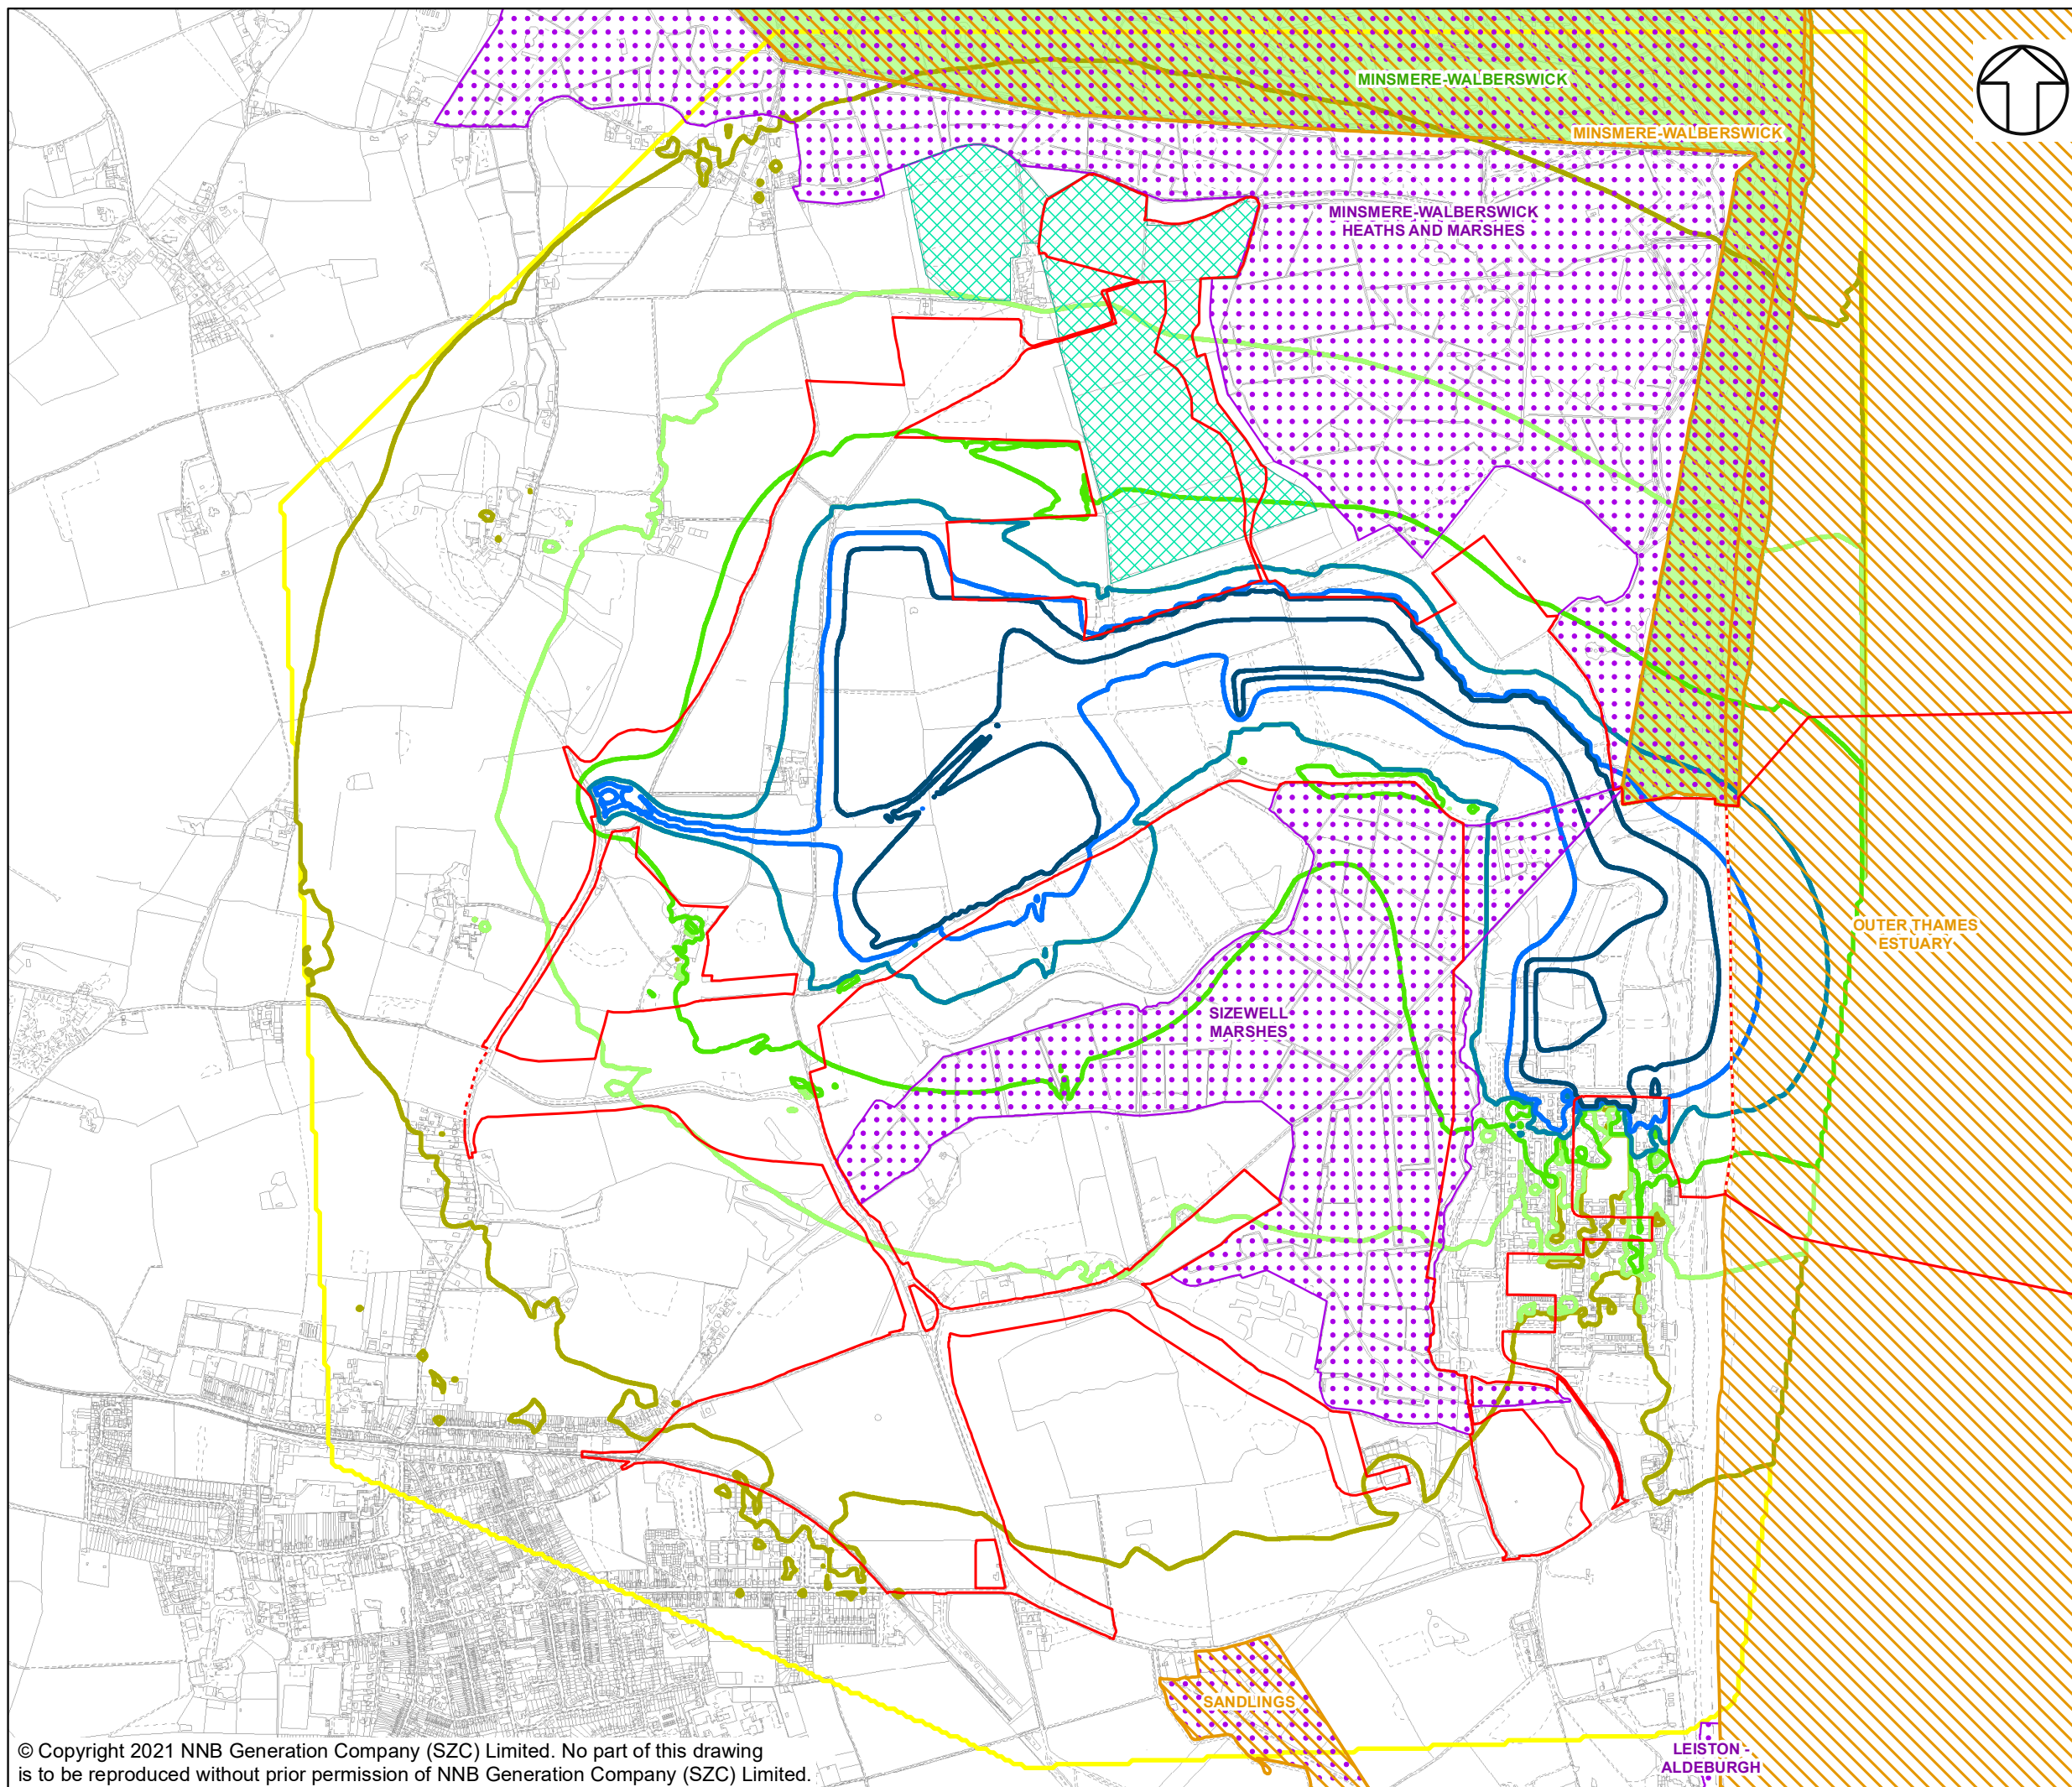 MINSMERE-WALBERSWICK
MINSMERE-WALBERSWICK
MINSMERE-WALBERSWICK
HEATHS AND MARSHES
OUTER THAMES
ESTUARY
SIZEWELL
MARSHES
SANDLINGS
LEISTON -
ALDEBURGH
© Copyright 2021 NNB Generation Company (SZC) Limited. No part of this drawing
is to be reproduced without prior permission of NNB Generation Company (SZC) Limited.